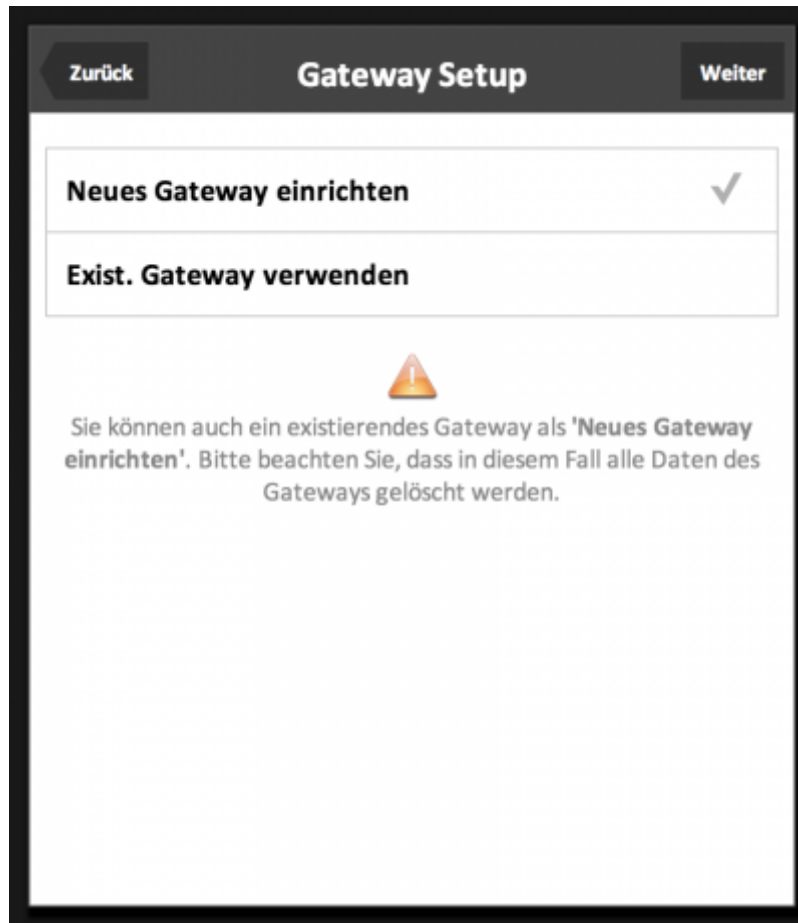 Zurück
Gateway Setup
Weiter
Neues Gateway einrichten
Exist. Gateway verwenden
Sie können auch ein existierendes Gateway als 'Neues Gateway
einrichten'. Bitte beachten Sie, dass in diesem Fall alle Daten des
Gateways gelöscht werden.